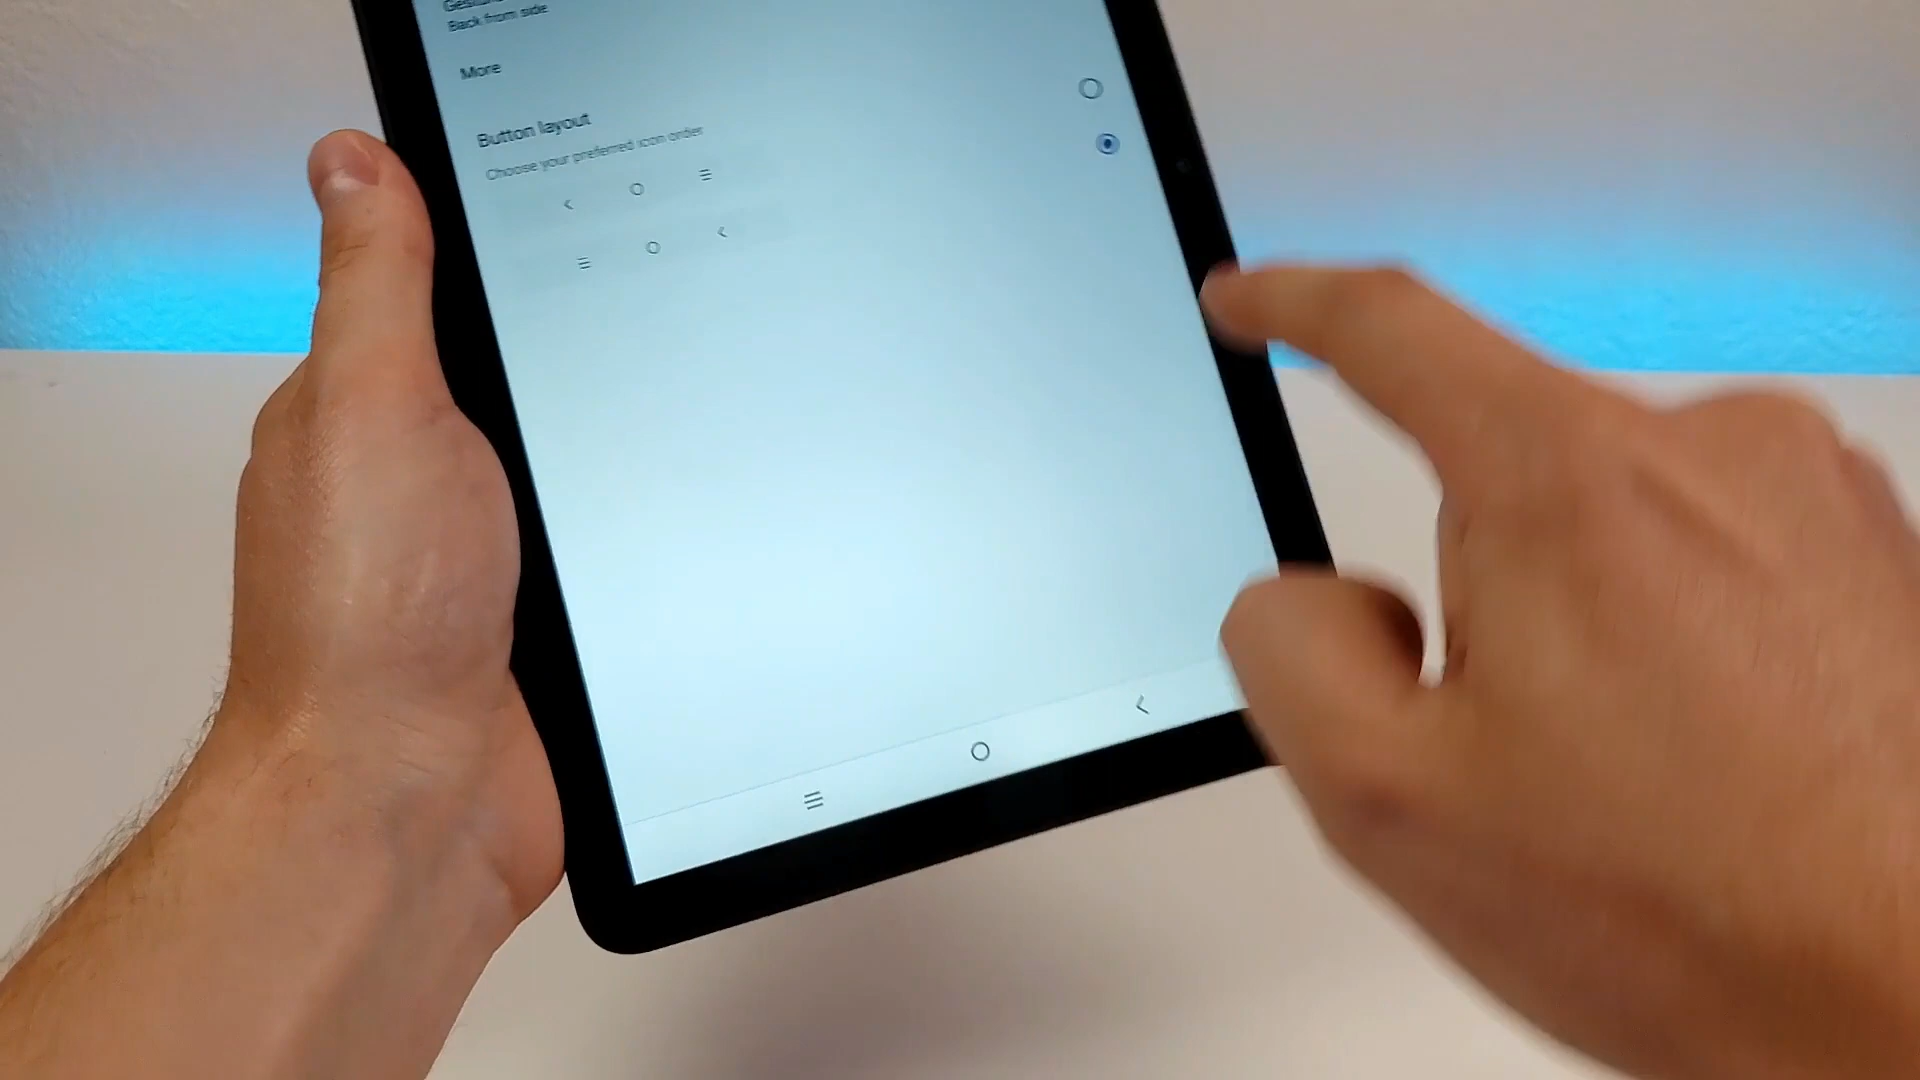 Back from side
More
Button layout
Choose your preferred icon order